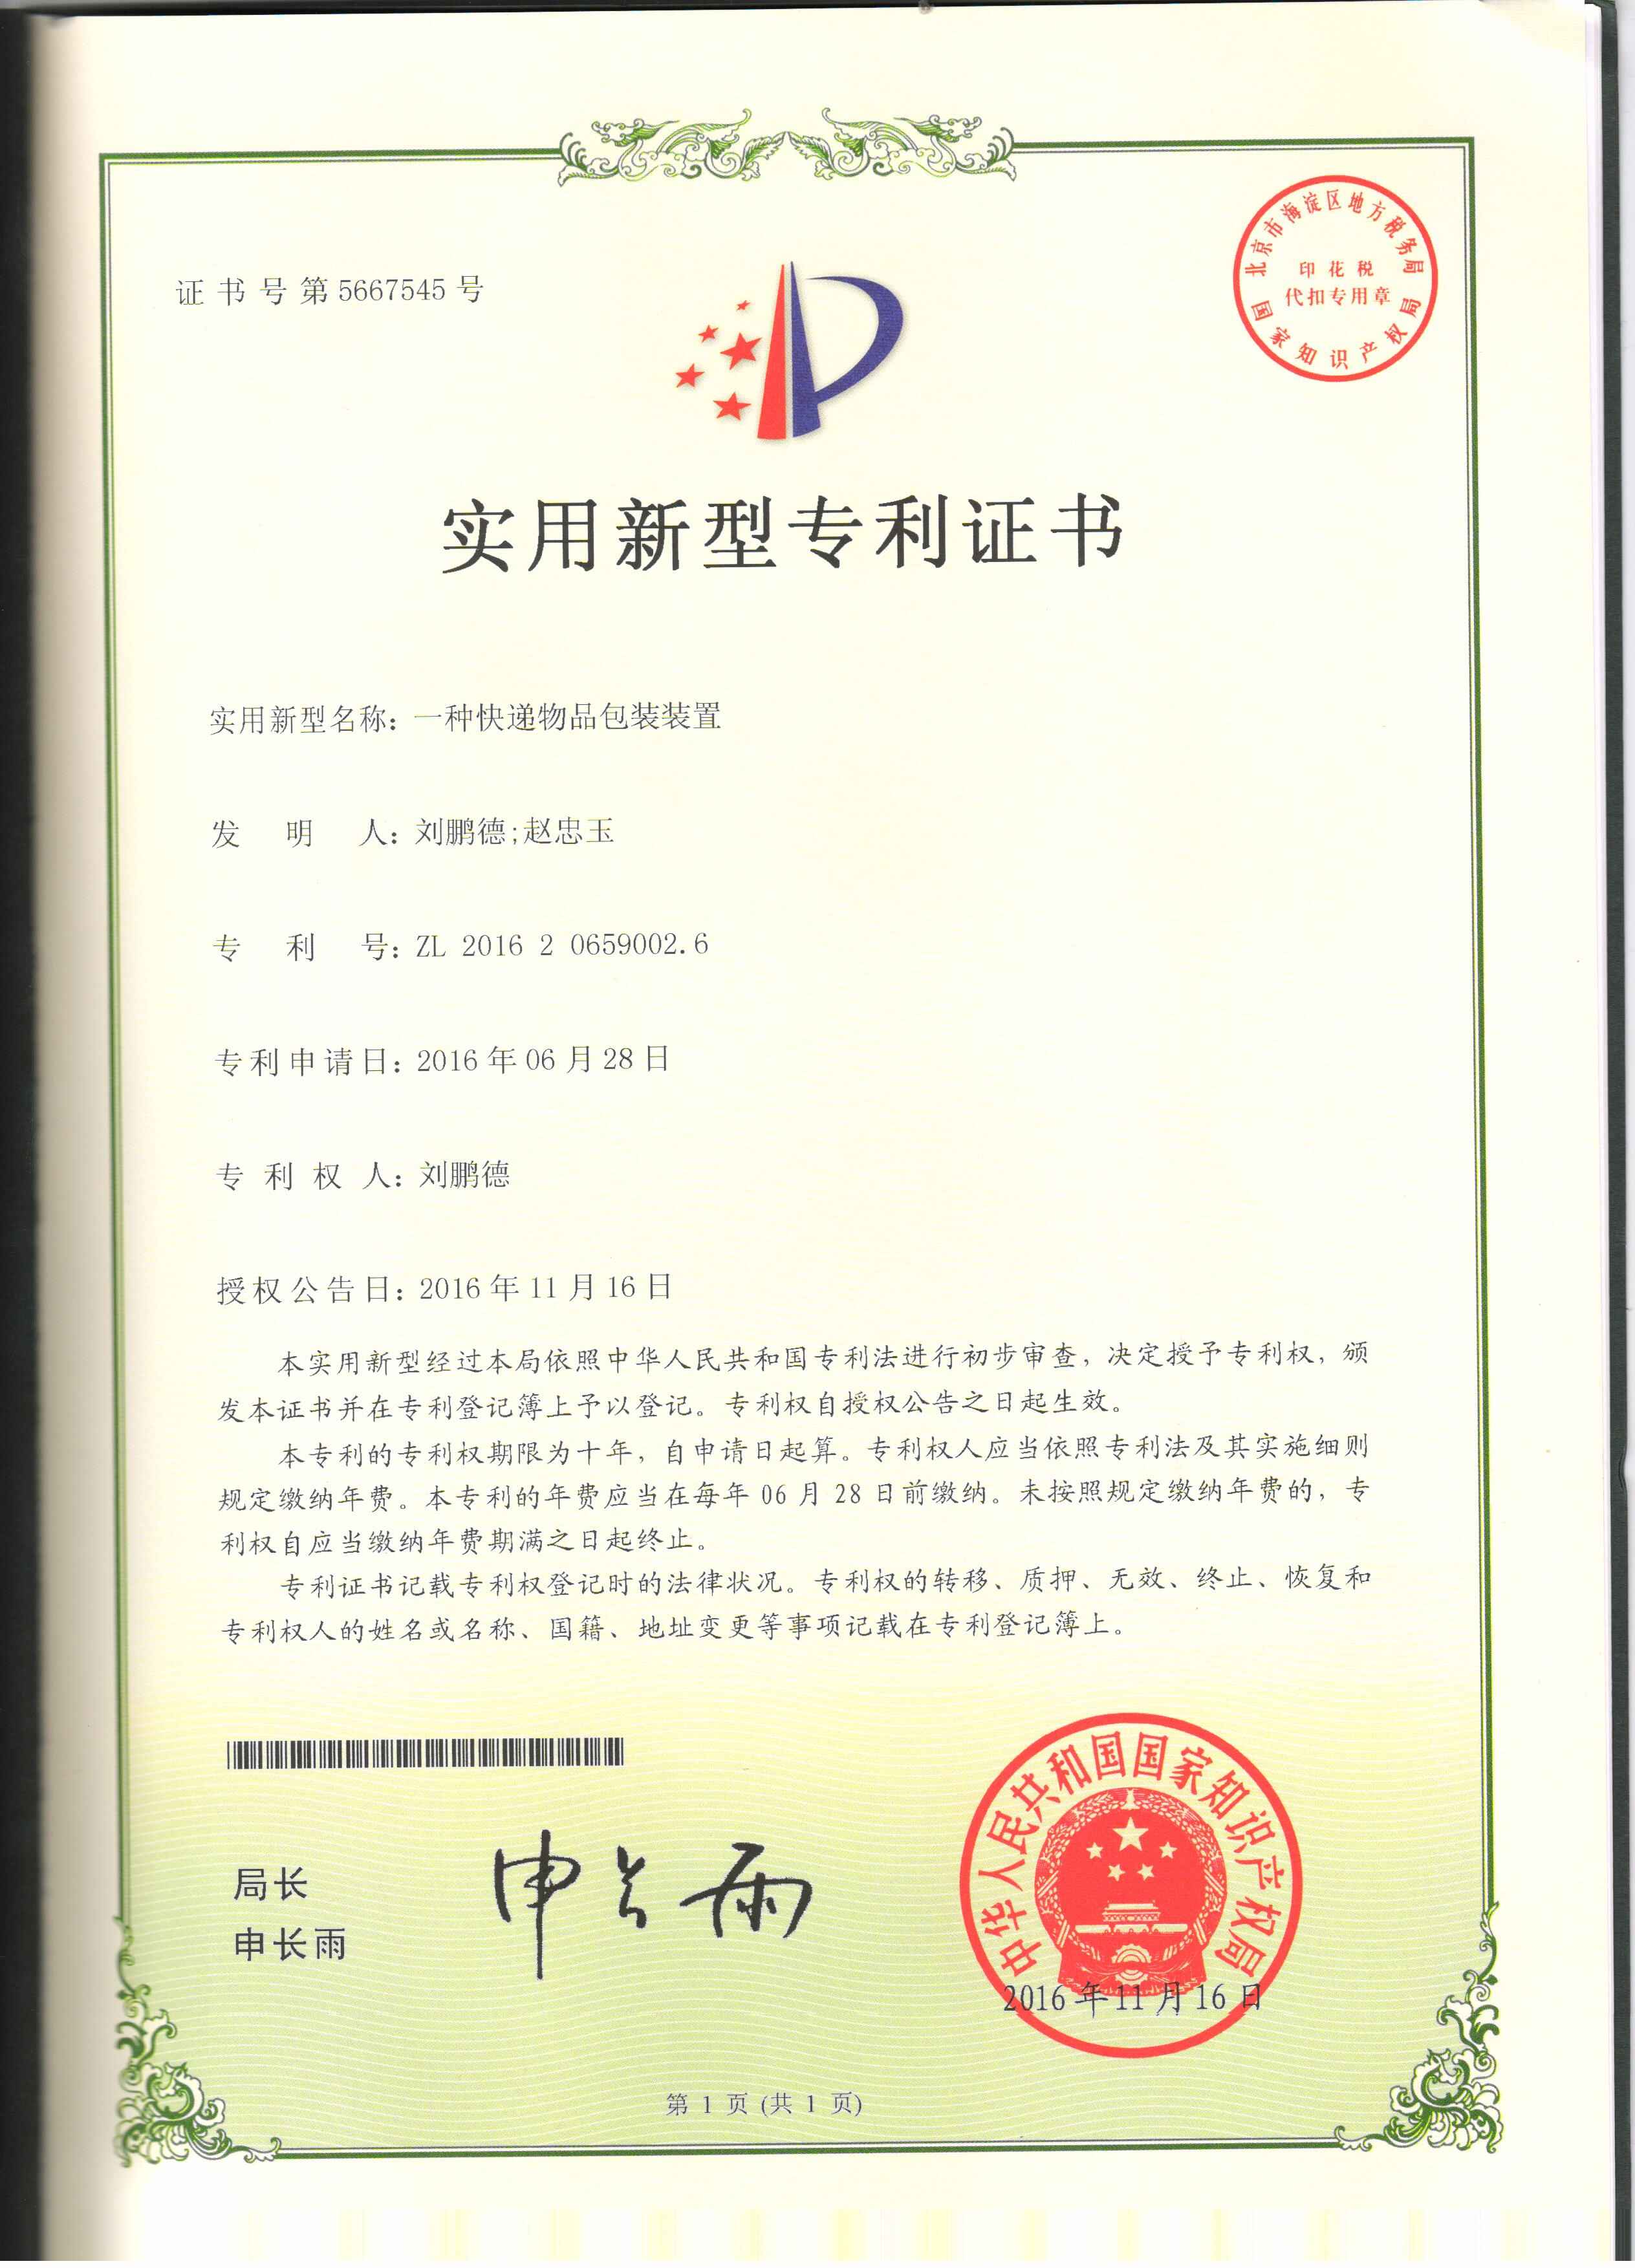 证书号第5667545号
北京市海淀区地方税务局
印花税
代扣专用章
国家知识产权局
实用新型专利证书
实用新型名称：一种快递物品包装装置
发明人：刘鹏德;赵忠玉
专利号：ZL 2016 2 0659002.6
专利申请日：2016年06月28日
专利权人：刘鹏德
授权公告日：2016年11月16日
本实用新型经过本局依照中华人民共和国专利法进行初步审查，决定授予专利权，颁
发本证书并在专利登记簿上予以登记。专利权自授权公告之日起生效。
本专利的专利权期限为十年，自申请日起算。专利权人应当依照专利法及其实施细则
规定缴纳年费。本专利的年费应当在每年06月28日前缴纳。未按照规定缴纳年费的，专
利权自应当缴纳年费期满之日起终止。
专利证书记载专利权登记时的法律状况。专利权的转移、质押、无效、终止、恢复和
专利权人的姓名或名称、国籍、地址变更等事项记载在专利登记簿上。
局长
申长雨
申长雨
中华人民共和国国家知识产权局
2016年11月16日
第1页(共1页)